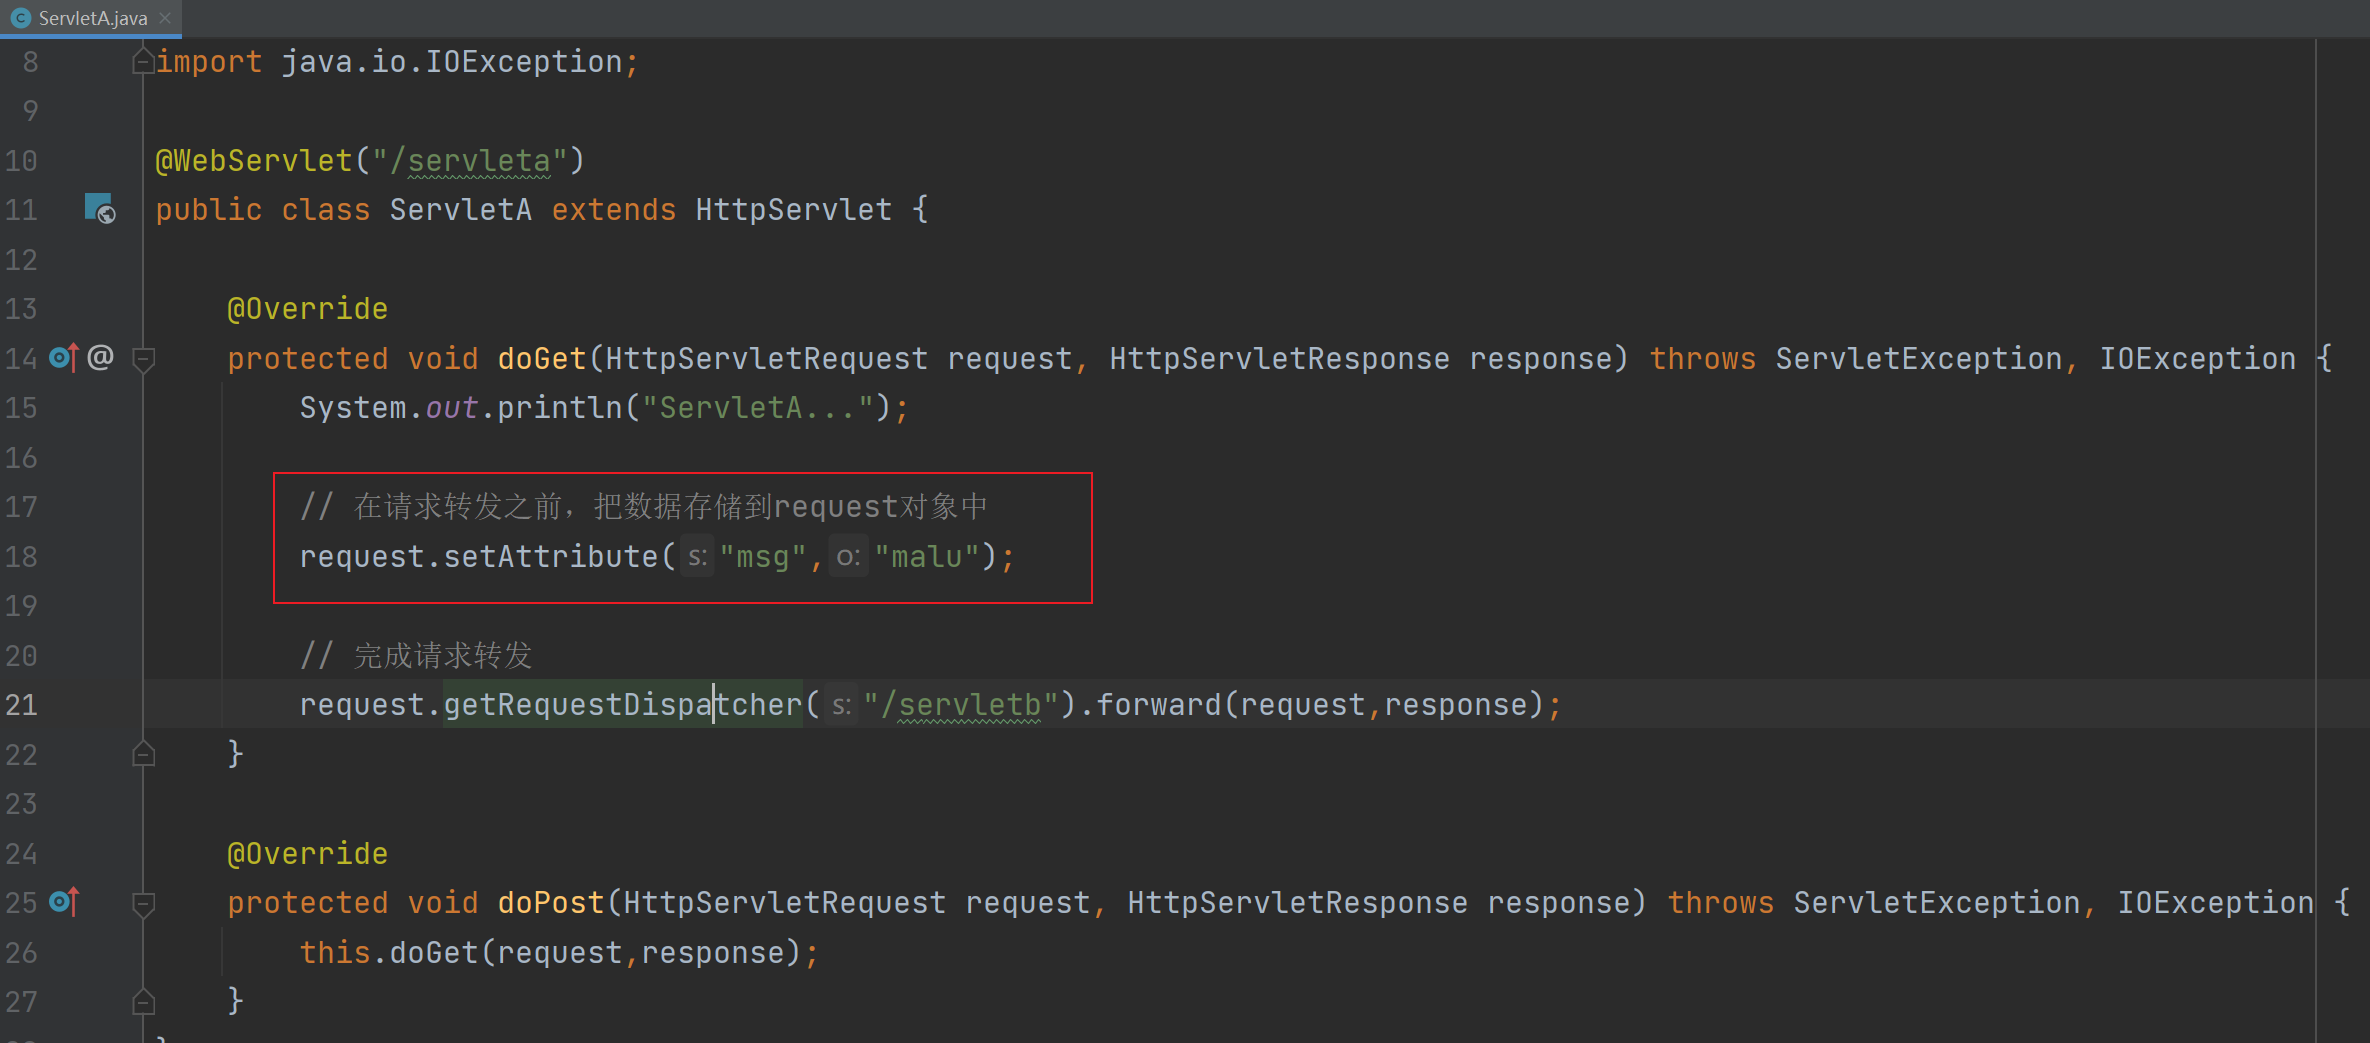 ServletA.java
8 import java.io.IOException;
9
10 @WebServlet("/servleta")
11 public class ServletA extends HttpServlet {
12
13 @Override
14 @ protected void doGet(HttpServletRequest request, HttpServletResponse response) throws ServletException, IOException {
15 System.out.println("ServletA...");
16
17 // 在请求转发之前，把数据存储到request对象中
18 request.setAttribute( s: "msg", o: "malu");
19
20 // 完成请求转发
21 request.getRequestDispatcher( s: "/servletb").forward(request,response);
22 }
23
24 @Override
25 protected void doPost(HttpServletRequest request, HttpServletResponse response) throws ServletException, IOException {
26 this.doGet(request,response);
27 }